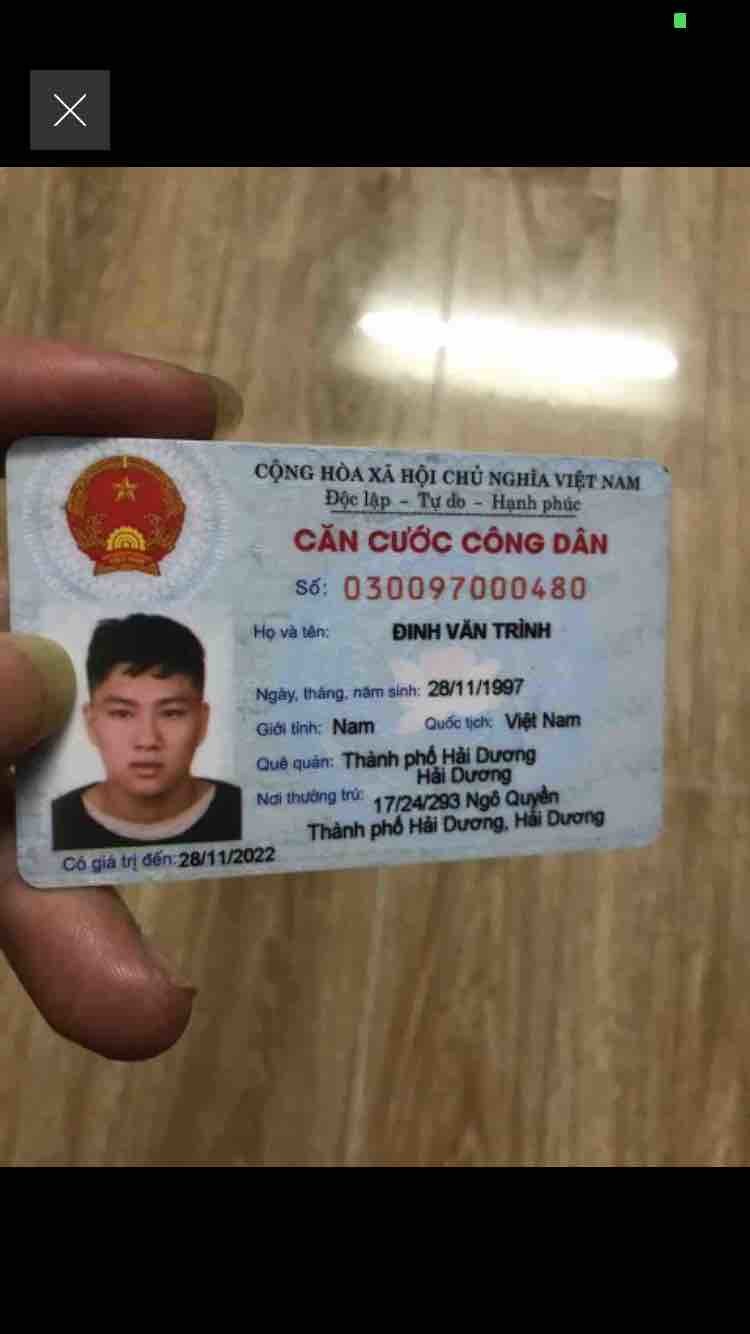 CỘNG HÒA XÃ HỘI CHỦ NGHĨA VIỆT NAM
Độc lập - Tự do - Hạnh phúc
CĂN CƯỚC CÔNG DÂN
Số: 030097000480
Họ và tên: ĐINH VĂN TRÌNH
Ngày, tháng, năm sinh: 28/11/1997
Giới tính: Nam Quốc tịch: Việt Nam
Quê quán: Thành phố Hải Dương
Hải Dương
Nơi thường trú: 17/24/293 Ngô Quyền
Thành phố Hải Dương, Hải Dương
Có giá trị đến: 28/11/2022